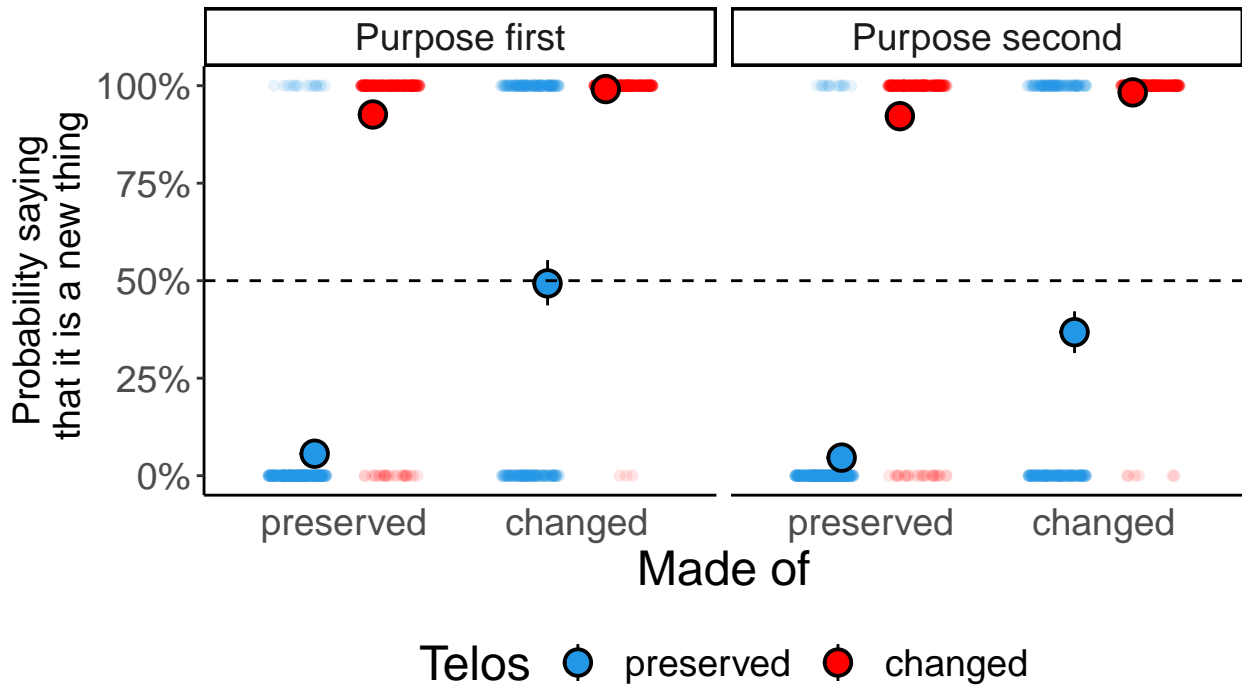 Purpose first
Purpose second
Probability saying
that it is a new thing
100%
75%
50%
25%
0%
preserved
changed
preserved
changed
Made of
Telos preserved changed